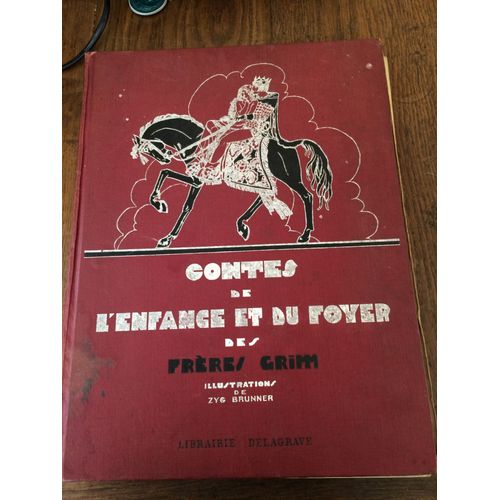 CONTES
DE
L'ENFANCE ET DU FOYER
DES
FRÈRES GRIMM
ILLUSTRATIONS
DE
ZYG BRUNNER
LIBRAIRIE DELAGRAVE